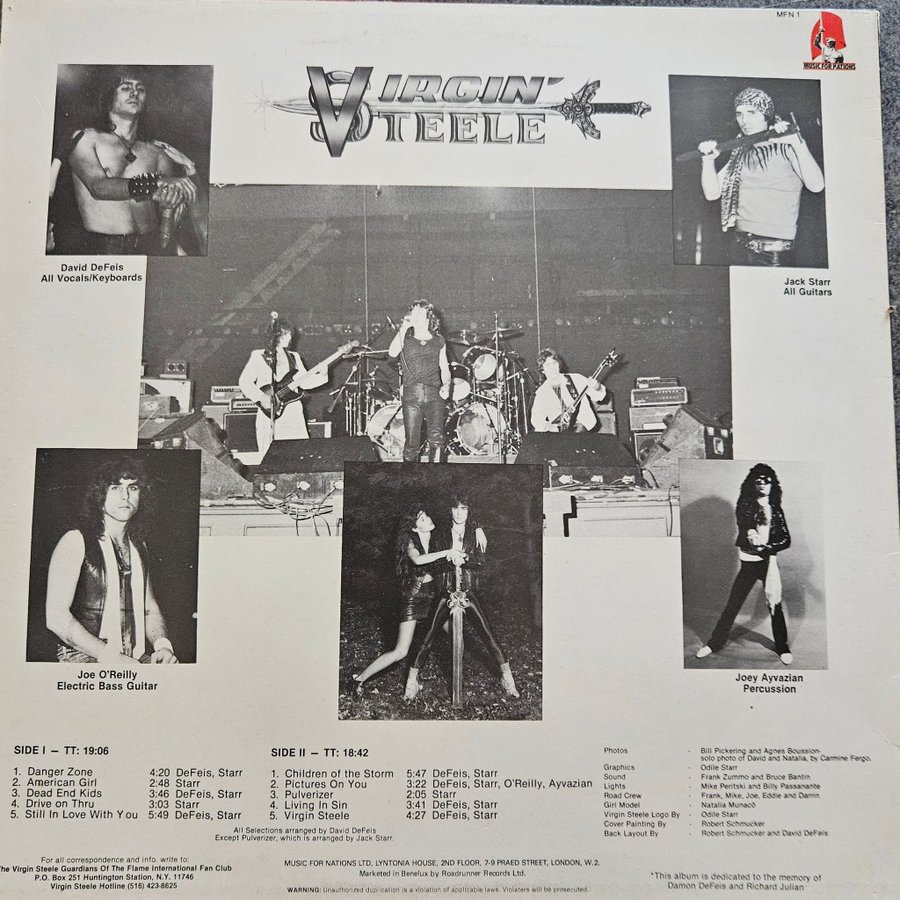 MFN 1
MUSIC FOR NATIONS
VIRGIN
STEELE
David DeFeis
All Vocals/Keyboards
Jack Starr
All Guitars
Joe O'Reilly
Electric Bass Guitar
Joey Ayvazian
Percussion
SIDE I — TT: 19:06
1. Danger Zone 4:20 DeFeis, Starr
2. American Girl 2:48 Starr
3. Dead End Kids 3:46 DeFeis, Starr
4. Drive on Thru 3:03 Starr
5. Still In Love With You 5:49 DeFeis, Starr
SIDE II — TT: 18:42
1. Children of the Storm 5:47 DeFeis, Starr
2. Pictures On You 3:22 DeFeis, Starr, O'Reilly, Ayvazian
3. Pulverizer 2:05 Starr
4. Living In Sin 3:41 DeFeis, Starr
5. Virgin Steele 4:27 DeFeis, Starr
All Selections arranged by David DeFeis
Except Pulverizer, which is arranged by Jack Starr.
Photos - Bill Pickering and Agnes Boussion-
solo photo of David and Natalia, by Carmine Fergo.
Graphics - Odile Starr
Sound - Frank Zummo and Bruce Bantin
Lights - Mike Peritski and Billy Passanante
Road Crew - Frank, Mike, Joe, Eddie and Darrin
Girl Model - Natalia Munacò
Virgin Steele Logo By - Odile Starr
Cover Painting By - Robert Schmucker
Back Layout By - Robert Schmucker and David DeFeis
For all correspondence and info. write to:
The Virgin Steele Guardians Of The Flame International Fan Club
P.O. Box 251 Huntington Station, N.Y. 11746
Virgin Steele Hotline (516) 423-8625
MUSIC FOR NATIONS LTD, LYNTONIA HOUSE, 2ND FLOOR, 7-9 PRAED STREET, LONDON, W.2.
Marketed in Benelux by Roadrunner Records Ltd.
WARNING: Unauthorized duplication is a violation of applicable laws. Violaters will be prosecuted.
*This album is dedicated to the memory of
Damon DeFeis and Richard Julian